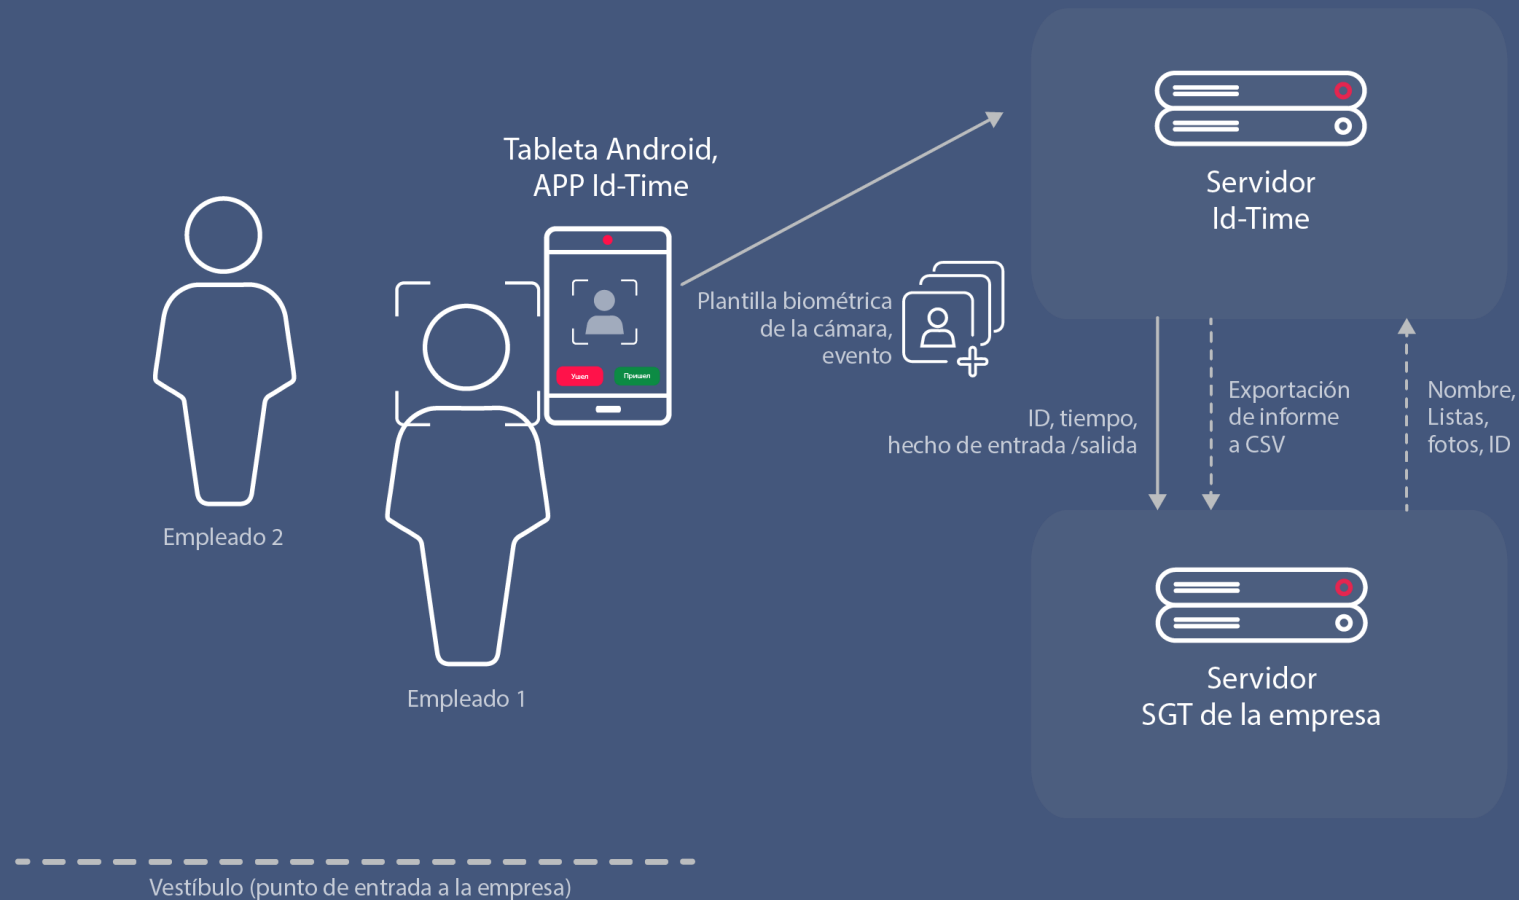 Tableta Android,
APP Id-Time
Ушел
Пришел
Servidor
Id-Time
Plantilla biométrica
de la cámara,
evento
ID, tiempo,
hecho de entrada /salida
Exportación
de informe
a CSV
Nombre,
Listas,
fotos, ID
Empleado 2
Empleado 1
Servidor
SGT de la empresa
Vestíbulo (punto de entrada a la empresa)